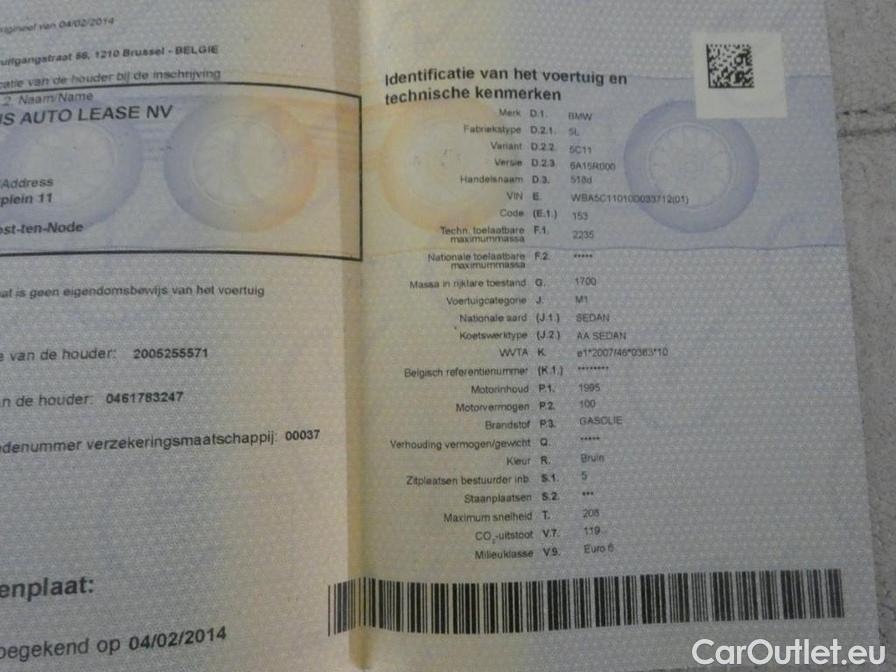 origineel van 04/02/2014
uitgangstraat 56, 1210 Brussel - BELGIE
catie van de houder bij de inschrijving
2. Naam/Name
IS AUTO LEASE NV
/Address
plein 11
ost-ten-Node
at is geen eigendomsbewijs van het voertuig
e van de houder: 2005255571
n de houder: 0461783247
edenummer verzekeringsmaatschappij: 00037
enplaat:
oegekend op 04/02/2014
Identificatie van het voertuig en
technische kenmerken
Merk D.1. BMW
Fabriekstype D.2.1. 5L
Variant D.2.2. 5C11
Versie D.2.3. 6A15R000
Handelsnaam D.3. 518d
VIN E. WBA5C11010D033712(01)
Code (E.1.) 153
Techn. toelaatbare F.1. 2235
maximummassa
Nationale toelaatbare F.2. *****
maximummassa
Massa in rijklare toestand G. 1700
Voertuigcategorie J. M1
Nationale aard (J.1.) SEDAN
Koetswerktype (J.2.) AA SEDAN
WVTA K. e1*2007/46*0363*10
Belgisch referentienummer (K.1.) ********
Motorinhoud P.1. 1995
Motorvermogen P.2. 100
Brandstof P.3. GASOLIE
Verhouding vermogen/gewicht Q. *****
Kleur R. Bruin
Zitplaatsen bestuurder inb. S.1. 5
Staanplaatsen S.2. ***
Maximum snelheid T. 208
CO2-uitstoot V.7. 119
Milieuklasse V.9. Euro 6
CarOutlet.eu